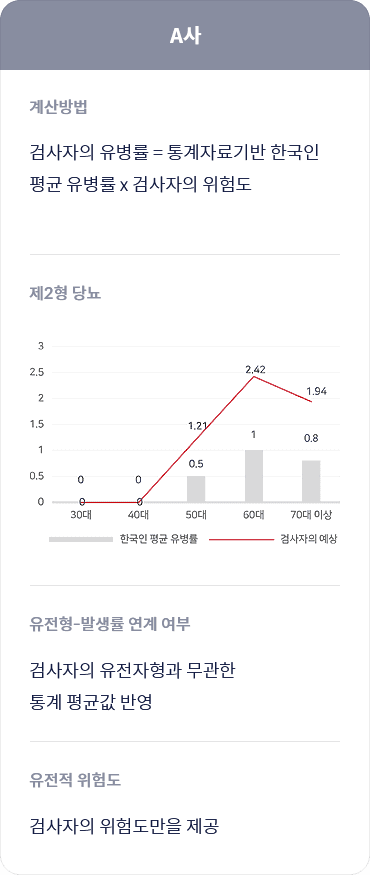 A사
계산방법
검사자의 유병률 = 통계자료기반 한국인
평균 유병률 x 검사자의 위험도
제2형 당뇨
3
2.5
2
1.5
1
0.5
0
0
0
0
0
1.21
0.5
2.42
1
1.94
0.8
30대
40대
50대
60대
70대 이상
한국인 평균 유병률
검사자의 예상
유전형-발생률 연계 여부
검사자의 유전자형과 무관한
통계 평균값 반영
유전적 위험도
검사자의 위험도만을 제공